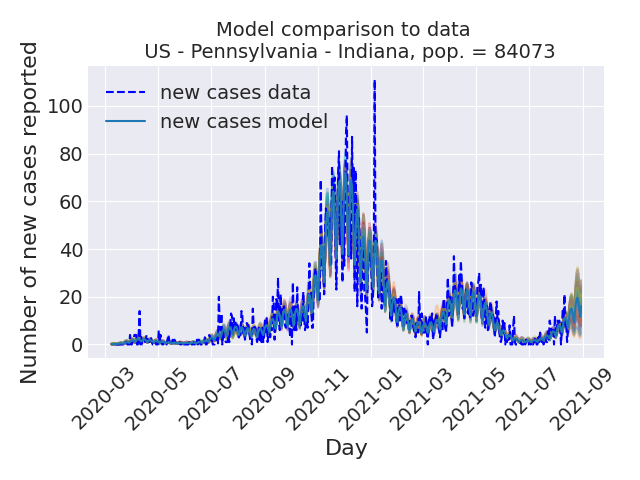 Model comparison to data
US - Pennsylvania - Indiana, pop. = 84073
Number of new cases reported
new cases data
new cases model
100
80
60
40
20
0
2020-03
2020-05
2020-07
2020-09
2020-11
2021-01
2021-03
2021-05
2021-07
2021-09
Day